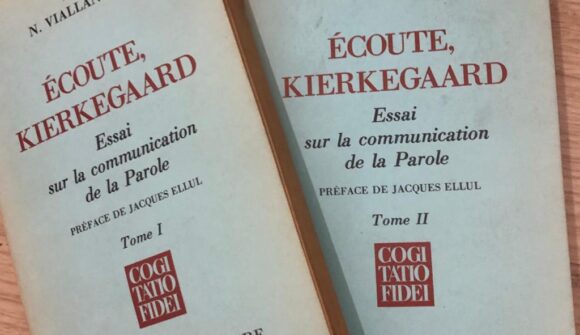 N. VIALLAN
ÉCOUTE,
KIERKEGAARD
Essai
sur la communication
de la Parole
PRÉFACE DE JACQUES ELLUL
Tome I
COGI
TATIO
FIDEI
ÉCOUTE,
KIERKEGAARD
Essai
sur la communication
de la Parole
PRÉFACE DE JACQUES ELLUL
Tome II
COGI
TATIO
FIDEI